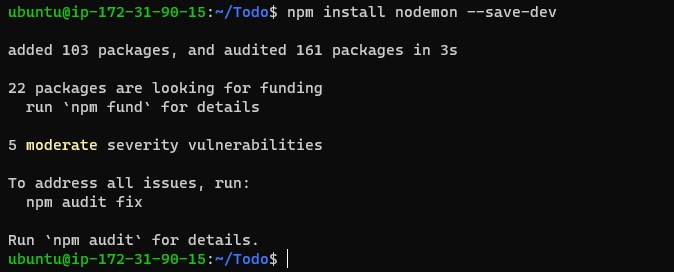 ubuntu@ip-172-31-90-15:~/Todo$ npm install nodemon --save-dev
added 103 packages, and audited 161 packages in 3s
22 packages are looking for funding
  run `npm fund` for details
5 moderate severity vulnerabilities
To address all issues, run:
  npm audit fix
Run `npm audit` for details.
ubuntu@ip-172-31-90-15:~/Todo$